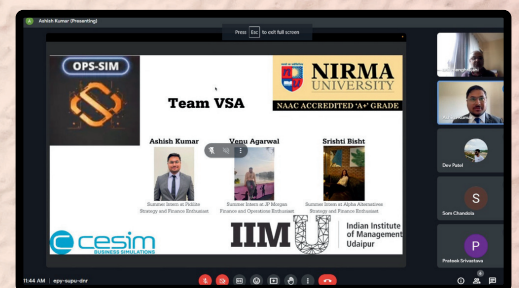 Ashish Kumar (Presenting)
Press Esc to exit full screen
OPS-SIM
NIRMA
UNIVERSITY
NAAC ACCREDITED 'A+' GRADE
Team VSA
Ashish Kumar
Venu Agarwal
Srishti Bisht
Summer Intern at JP Morgan
Finance and Operations Enthusiast
Summer Intern at Alpha Alternatives
Strategy and Finance Enthusiast
Strategy and Finance Enthusiast
cesim
BUSINESS SIMULATIONS
IIMU
Indian Institute
of Management
Udaipur
Dev Patel
S
Som Chandola
P
Prateek Srivastava
11:44 AM
4